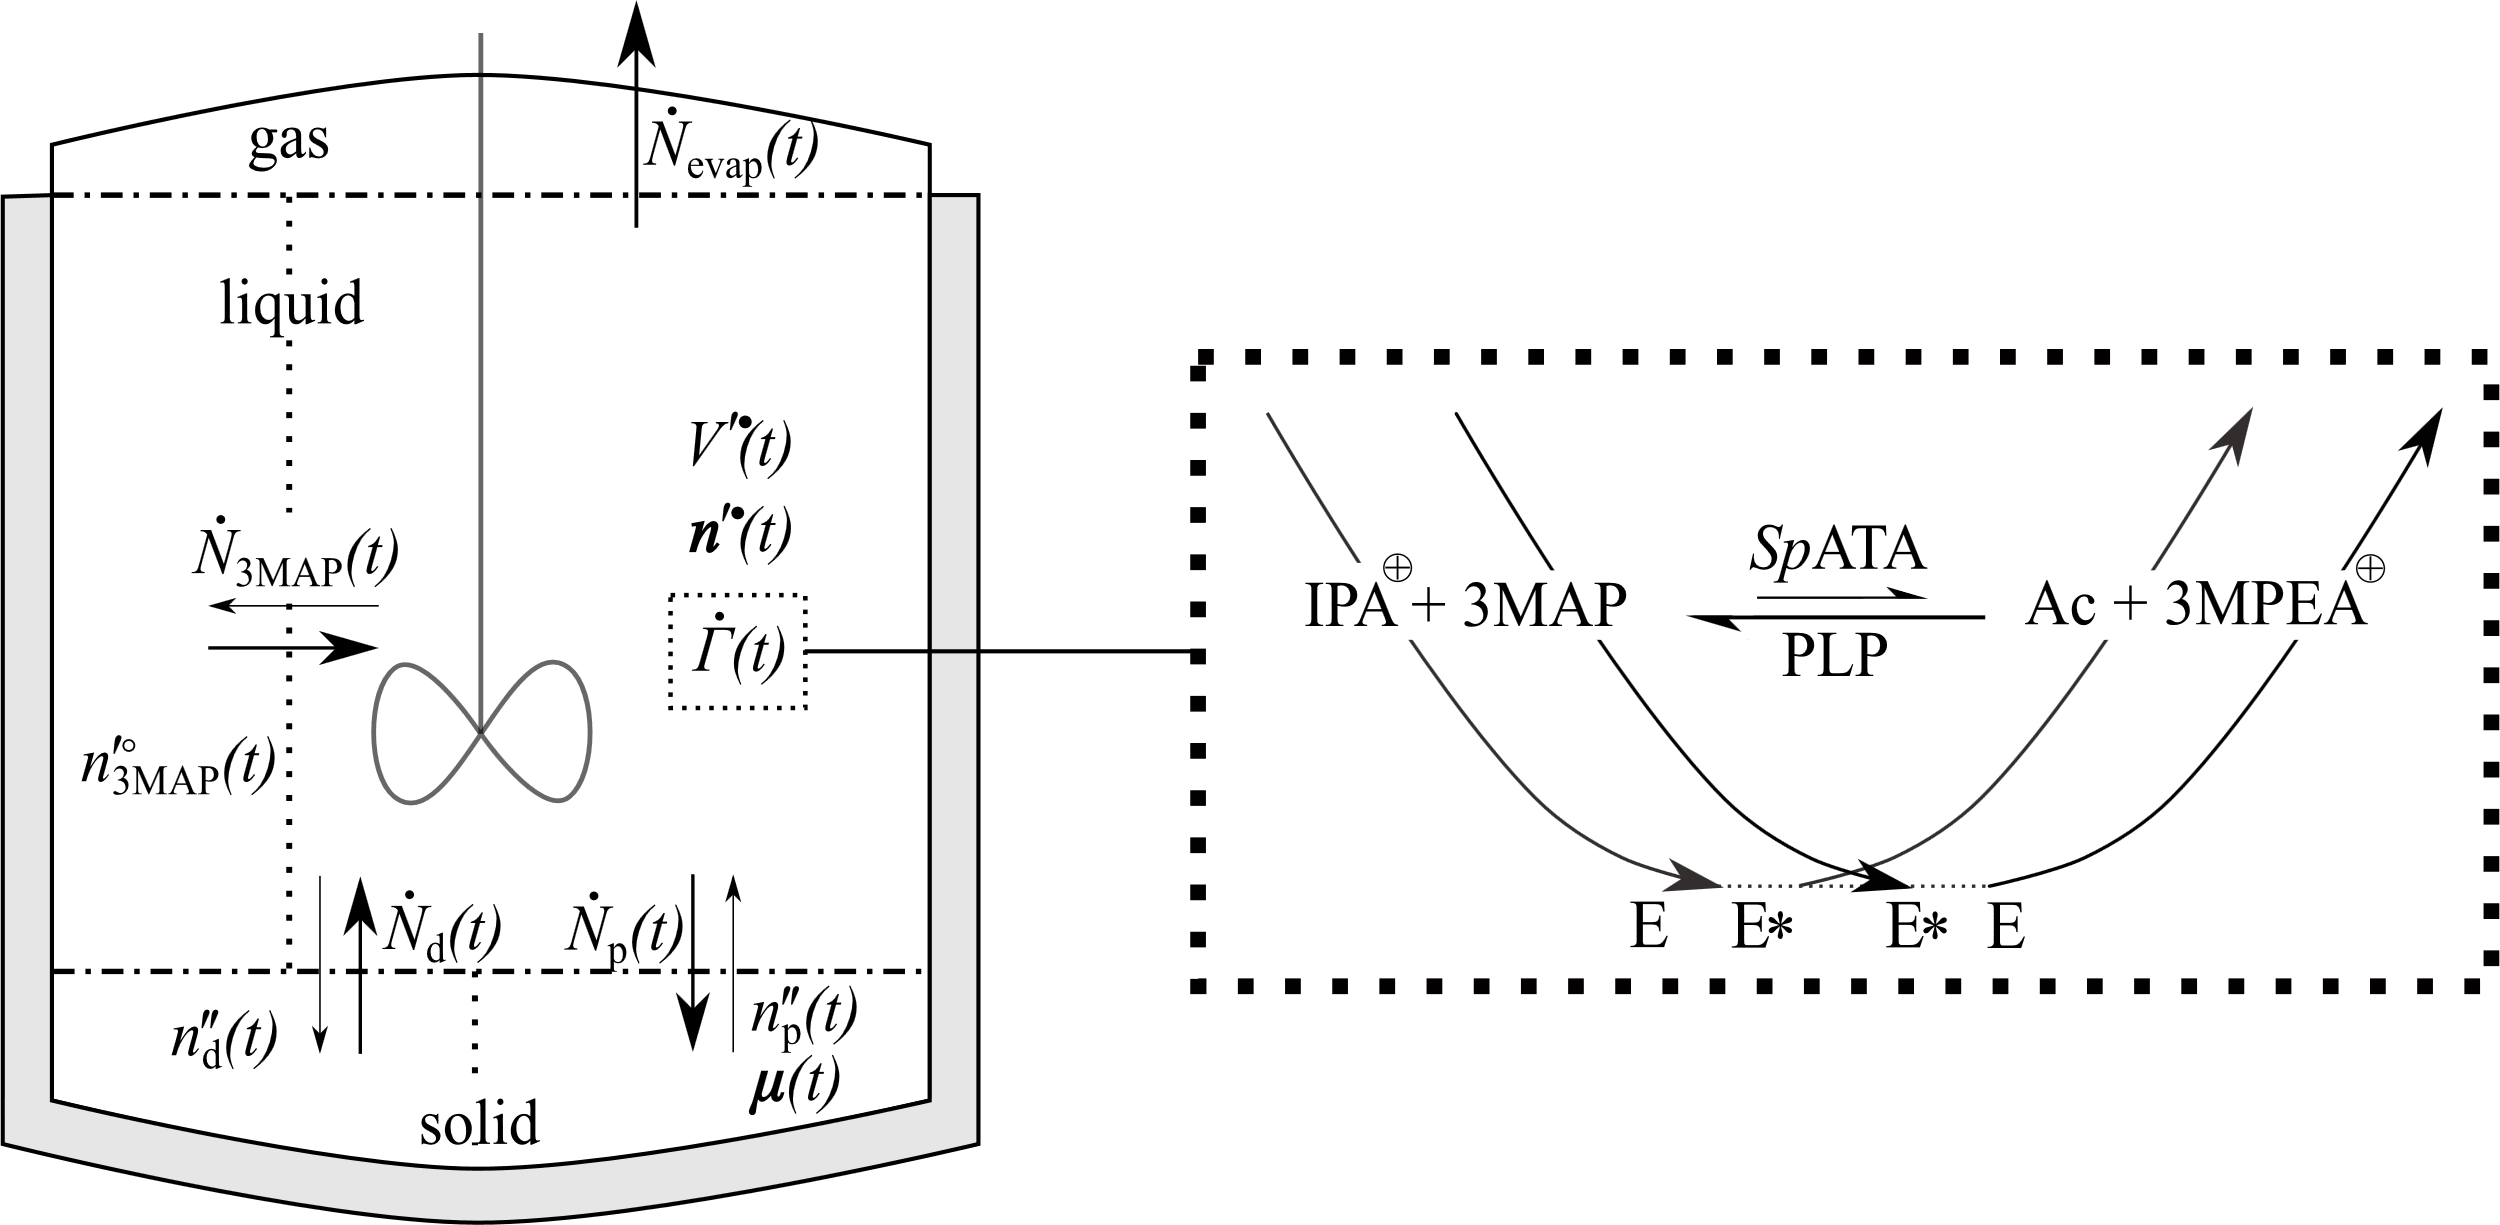 gas
Ṅevap(t)
liquid
V′•(t)
n′•(t)
Ṅ3MAP(t)
Γ̇(t)
n′°3MAP(t)
Ṅd(t)
Ṅp(t)
n″d(t)
n″p(t)
μ(t)
solid
SpATA
IPA⊕ + 3MAP
Ac + 3MPEA⊕
PLP
E E* E* E